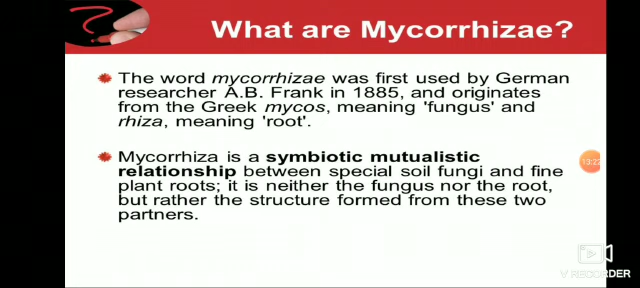 What are Mycorrhizae?
The word mycorrhizae was first used by German
researcher A.B. Frank in 1885, and originates
from the Greek mycos, meaning 'fungus' and
rhiza, meaning 'root'.
Mycorrhiza is a symbiotic mutualistic
relationship between special soil fungi and fine
plant roots; it is neither the fungus nor the root,
but rather the structure formed from these two
partners.
13:22
V RECORDER